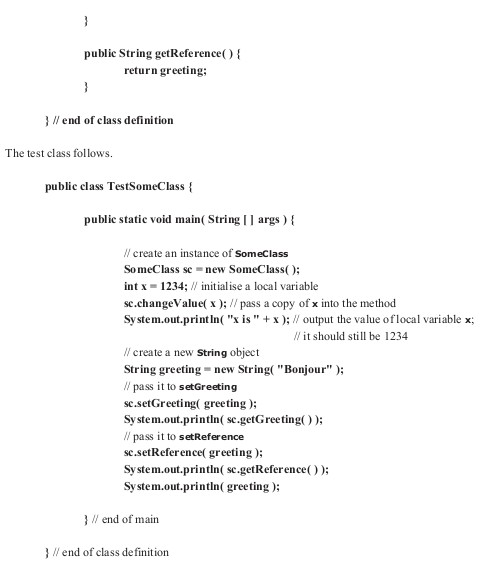 }
public String getReference( ) {
return greeting;
}
} // end of class definition
The test class follows.
public class TestSomeClass {
public static void main( String [ ] args ) {
// create an instance of SomeClass
SomeClass sc = new SomeClass( );
int x = 1234; // initialise a local variable
sc.changeValue( x ); // pass a copy of x into the method
System.out.println( "x is " + x ); // output the value of local variable x;
// it should still be 1234
// create a new String object
String greeting = new String( "Bonjour" );
// pass it to setGreeting
sc.setGreeting( greeting );
System.out.println( sc.getGreeting( ) );
// pass it to setReference
sc.setReference( greeting );
System.out.println( sc.getReference( ) );
System.out.println( greeting );
} // end of main
} // end of class definition